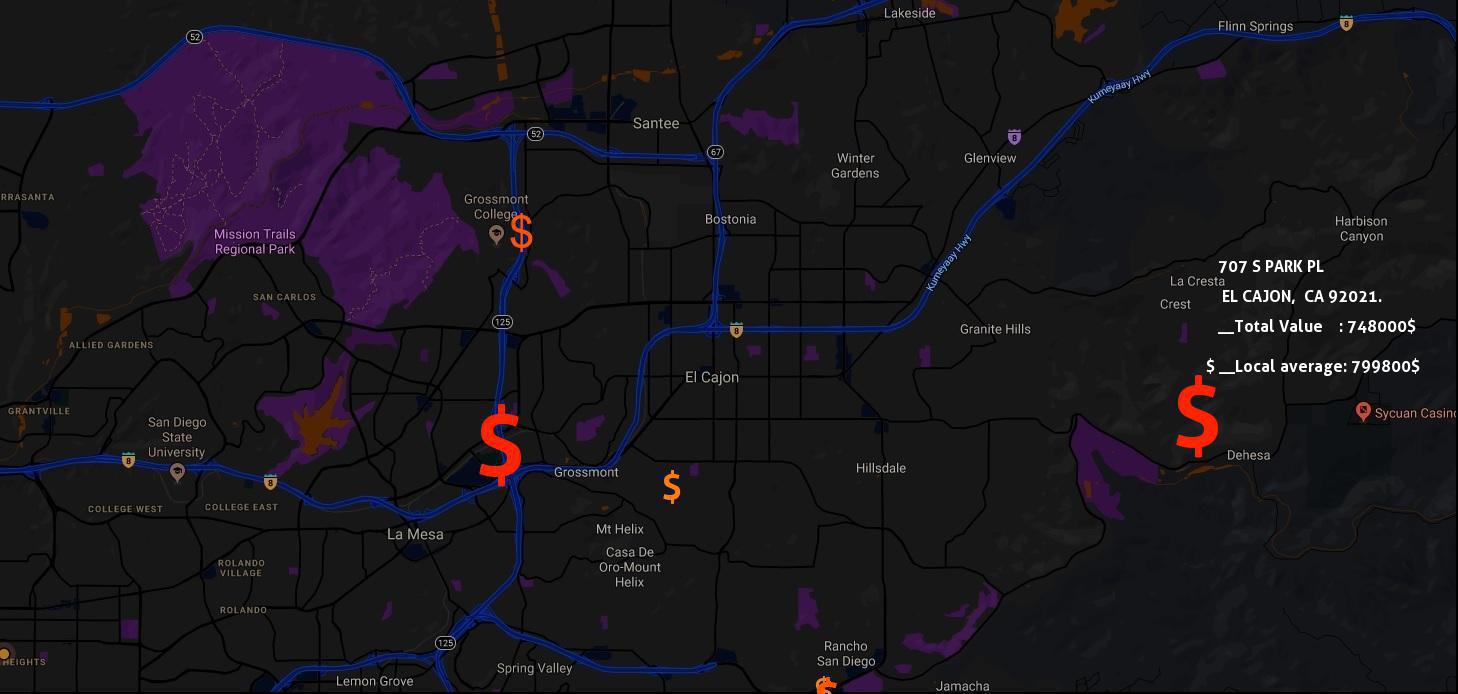 Lakeside
Flinn Springs
8
52
Kumeyaay Hwy
Santee
52
67
8
Glenview
Winter
Gardens
RRASANTA
Grossmont
College
$
Bostonia
Harbison
Canyon
Mission Trails
Regional Park
Kumeyaay Hwy
707 S PARK PL
La Cresta
EL CAJON, CA 92021.
SAN CARLOS
Crest
125
8
Granite Hills
__Total Value : 748000$
ALLIED GARDENS
$ __Local average: 799800$
El Cajon
GRANTVILLE
$
Sycuan Casino
San Diego
State
University
$
8
Grossmont
Hillsdale
Dehesa
8
$
COLLEGE WEST
COLLEGE EAST
La Mesa
Mt Helix
Casa De
Oro-Mount
Helix
ROLANDO
VILLAGE
ROLANDO
125
Rancho
San Diego
HEIGHTS
Spring Valley
Lemon Grove
$
Jamacha